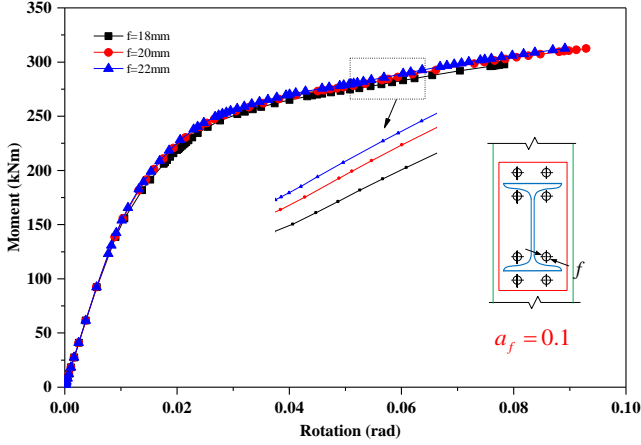 350
300
250
200
150
100
50
0
Moment (kNm)
f=18mm
f=20mm
f=22mm
f
a_f = 0.1
0.00
0.02
0.04
0.06
0.08
0.10
Rotation (rad)